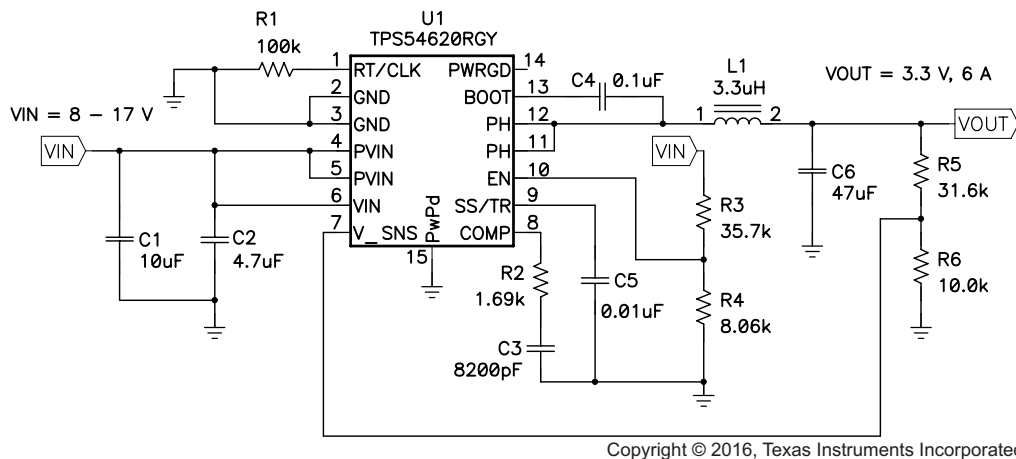 U1
TPS54620RGY
R1
100k
1 RT/CLK
2 GND
3 GND
4 PVIN
5 PVIN
6 VIN
7 V_SNS
PWRGD 14
BOOT 13
PH 12
PH 11
EN 10
SS/TR 9
COMP 8
PwPd
15
VIN = 8 – 17 V
VIN
C1
10uF
C2
4.7uF
C4
0.1uF
L1
3.3uH
1
2
VOUT = 3.3 V, 6 A
VOUT
VIN
C6
47uF
R5
31.6k
R3
35.7k
R6
10.0k
R2
1.69k
C5
0.01uF
R4
8.06k
C3
8200pF
Copyright © 2016, Texas Instruments Incorporated